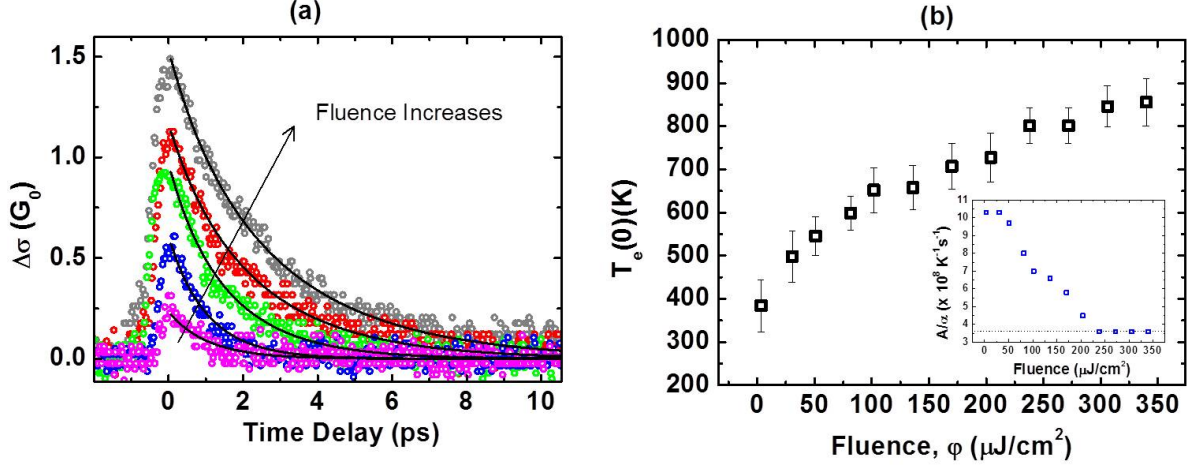 (a)
1.5
1.0
0.5
0.0
Δσ (G₀)
Fluence Increases
0 2 4 6 8 10
Time Delay (ps)
(b)
1000
900
800
700
600
500
400
300
200
Tₑ(0)(K)
0 50 100 150 200 250 300 350
Fluence, φ (μJ/cm²)
11
10
9
8
7
6
5
4
3
A/α (x 10⁸ K⁻¹s⁻¹)
0 50 100 150 200 250 300 350
Fluence (μJ/cm²)